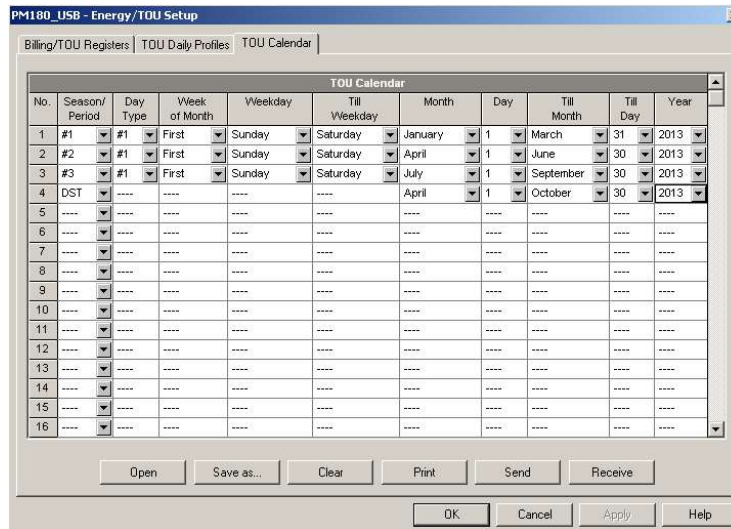 PM180_USB - Energy/TOU Setup
Billing/TOU Registers TOU Daily Profiles TOU Calendar
TOU Calendar
No. Season/ Period Day Type Week of Month Weekday Till Weekday Month Day Till Month Till Day Year
1 #1 #1 First Sunday Saturday January 1 March 31 2013
2 #2 #1 First Sunday Saturday April 1 June 30 2013
3 #3 #1 First Sunday Saturday July 1 September 30 2013
4 DST ---- ---- ---- ---- April 1 October 30 2013
5 ---- ---- ---- ---- ---- ---- ---- ---- ---- ----
6 ---- ---- ---- ---- ---- ---- ---- ---- ---- ----
7 ---- ---- ---- ---- ---- ---- ---- ---- ---- ----
8 ---- ---- ---- ---- ---- ---- ---- ---- ---- ----
9 ---- ---- ---- ---- ---- ---- ---- ---- ---- ----
10 ---- ---- ---- ---- ---- ---- ---- ---- ---- ----
11 ---- ---- ---- ---- ---- ---- ---- ---- ---- ----
12 ---- ---- ---- ---- ---- ---- ---- ---- ---- ----
13 ---- ---- ---- ---- ---- ---- ---- ---- ---- ----
14 ---- ---- ---- ---- ---- ---- ---- ---- ---- ----
15 ---- ---- ---- ---- ---- ---- ---- ---- ---- ----
16 ---- ---- ---- ---- ---- ---- ---- ---- ---- ----
Open Save as... Clear Print Send Receive
OK Cancel Apply Help